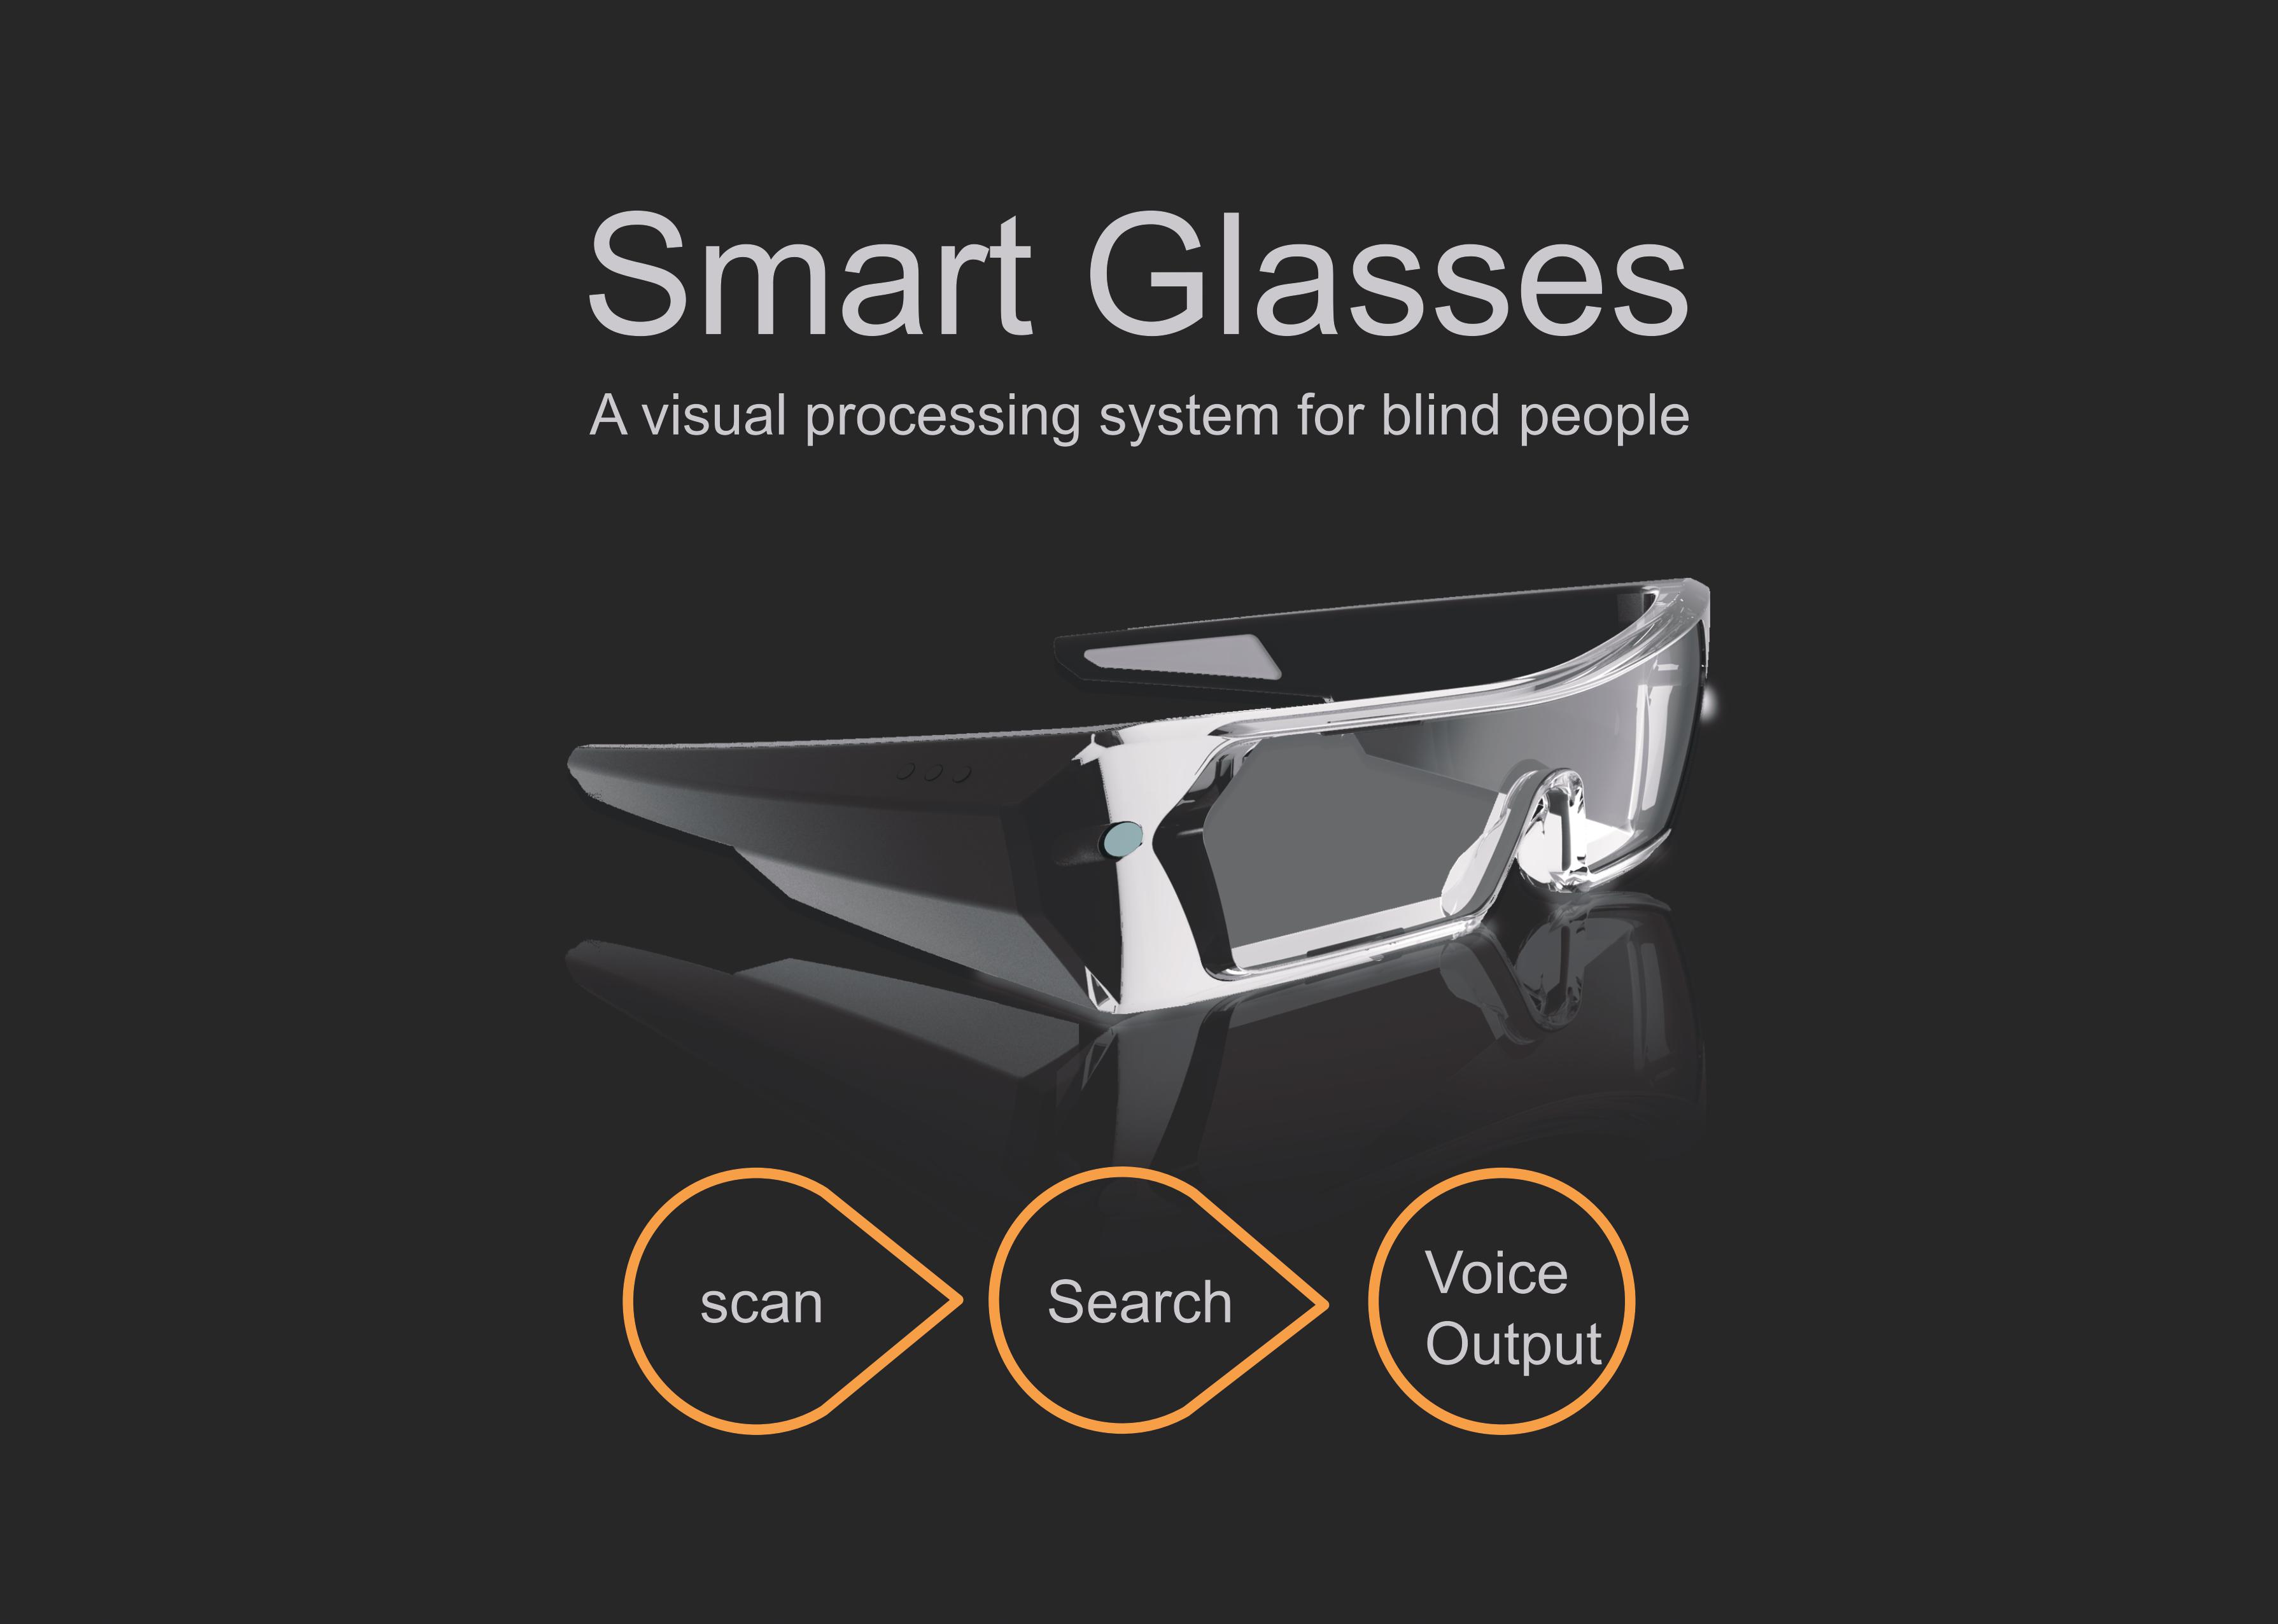 Smart Glasses
A visual processing system for blind people
scan
Search
Voice
Output